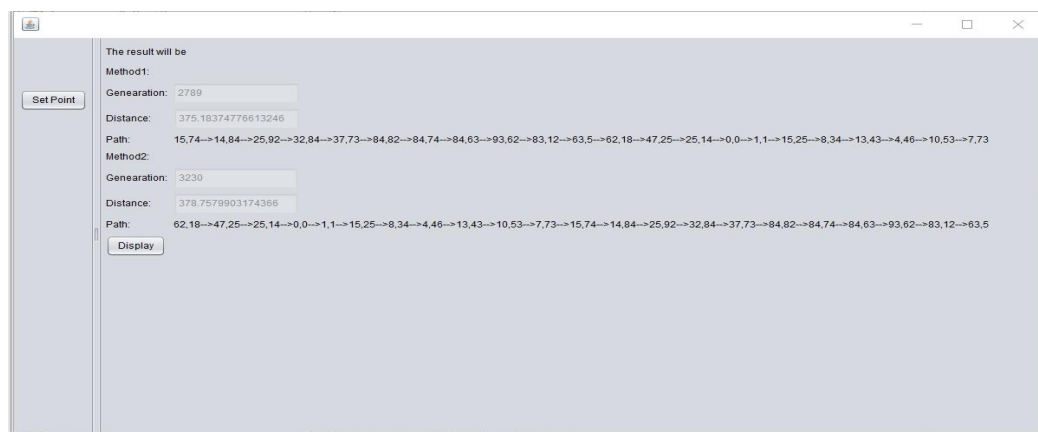 The result will be
Method1:
Set Point
Genearation: 2789
Distance: 375.18374776613246
Path: 15,74-->14,84-->25,92-->32,84-->37,73-->84,82-->84,74-->84,63-->93,62-->83,12-->63,5-->62,18-->47,25-->25,14-->0,0-->1,1-->15,25-->8,34-->13,43-->4,46-->10,53-->7,73
Method2:
Genearation: 3230
Distance: 378.7579903174366
Path: 62,18-->47,25-->25,14-->0,0-->1,1-->15,25-->8,34-->4,46-->13,43-->10,53-->7,73-->15,74-->14,84-->25,92-->32,84-->37,73-->84,82-->84,74-->84,63-->93,62-->83,12-->63,5
Display